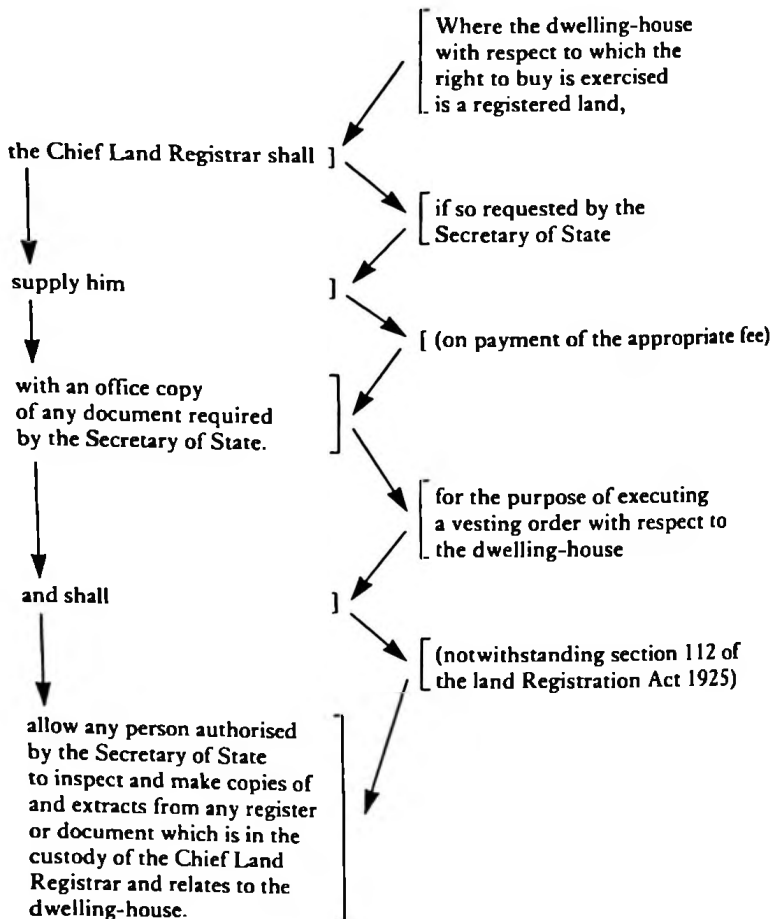 Where the dwelling-house
with respect to which the
right to buy is exercised
is a registered land,
the Chief Land Registrar shall
if so requested by the
Secretary of State
supply him
(on payment of the appropriate fee)
with an office copy
of any document required
by the Secretary of State.
for the purpose of executing
a vesting order with respect to
the dwelling-house
and shall
(notwithstanding section 112 of
the land Registration Act 1925)
allow any person authorised
by the Secretary of State
to inspect and make copies of
and extracts from any register
or document which is in the
custody of the Chief Land
Registrar and relates to the
dwelling-house.